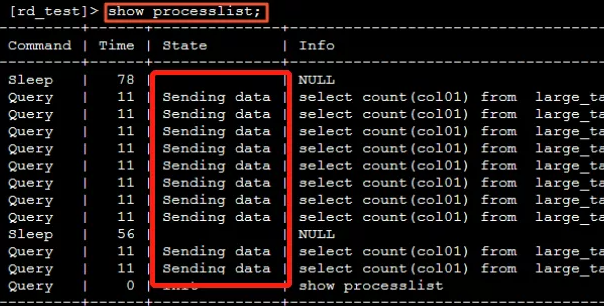 [rd_test]> show processlist;
Command | Time | State | Info
Sleep | 78 | | NULL
Query | 11 | Sending data | select count(col01) from large_ta
Query | 11 | Sending data | select count(col01) from large_ta
Query | 11 | Sending data | select count(col01) from large_ta
Query | 11 | Sending data | select count(col01) from large_ta
Query | 11 | Sending data | select count(col01) from large_ta
Query | 11 | Sending data | select count(col01) from large_ta
Query | 11 | Sending data | select count(col01) from large_ta
Query | 11 | Sending data | select count(col01) from large_ta
Sleep | 56 | | NULL
Query | 11 | Sending data | select count(col01) from large_ta
Query | 11 | Sending data | select count(col01) from large_ta
Query | 0 | init | show processlist